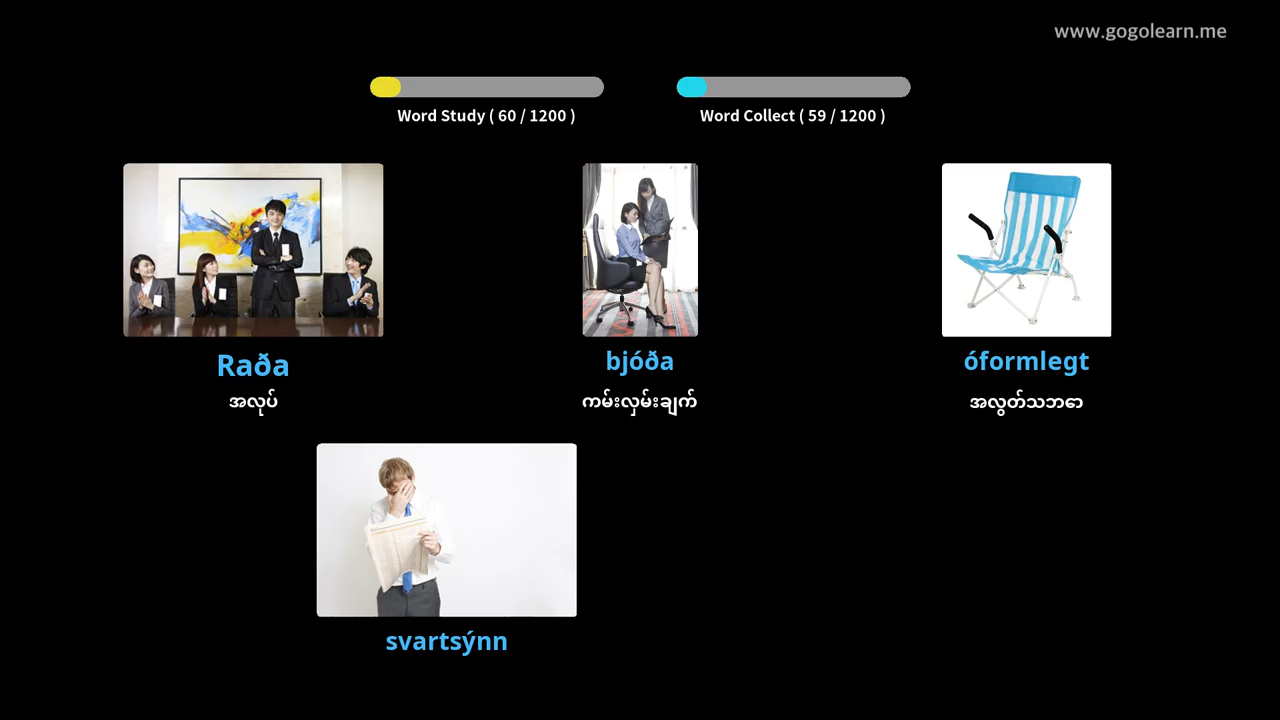 www.gogolearn.me
Word Study ( 60 / 1200 )
Word Collect ( 59 / 1200 )
Raða
အလုပ်
bjóða
ကမ်းလှမ်းချက်
óformlegt
အလွတ်သဘော
svartsýnn